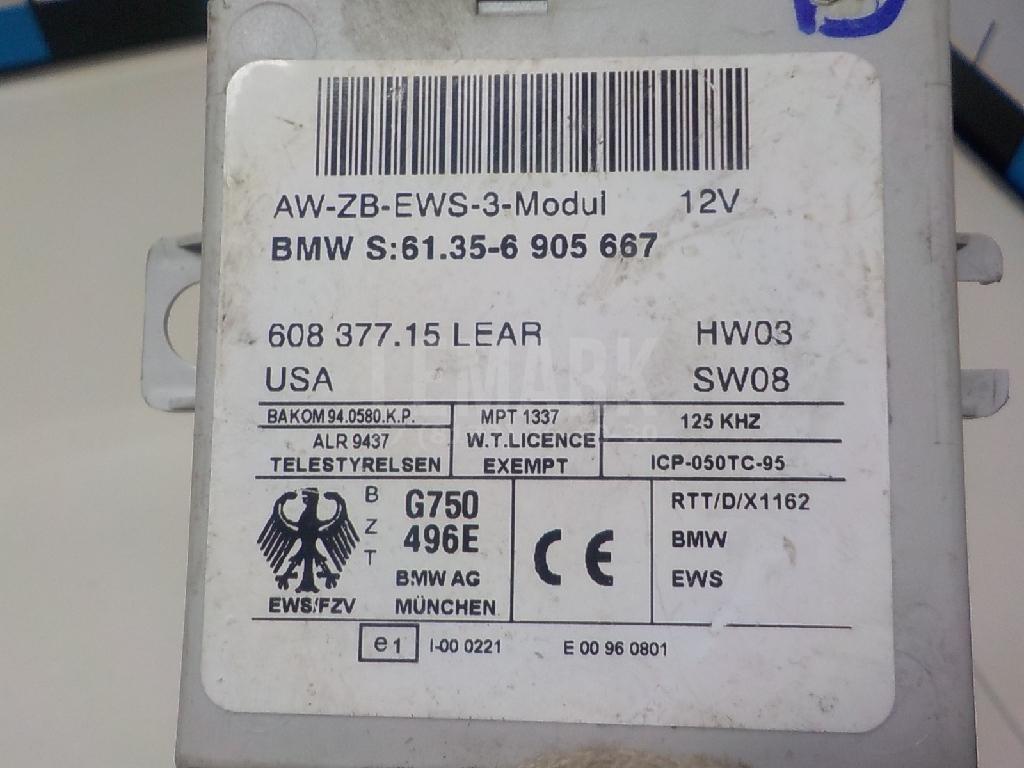 AW-ZB-EWS-3-Modul 12V
BMW S:61.35-6 905 667
608 377.15 LEAR HW03
USA SW08
LEMARK
BAKOM 94.0580.K.P. MPT 1337 125 KHZ
ALR 9437 W.T.LICENCE
TELESTYRELSEN EXEMPT ICP-050TC-95
B Z T
G750
496E
BMW AG
MÜNCHEN
EWS/FZV
CE
RTT/D/X1162
BMW
EWS
e1 I-00 0221 E 00 96 0801